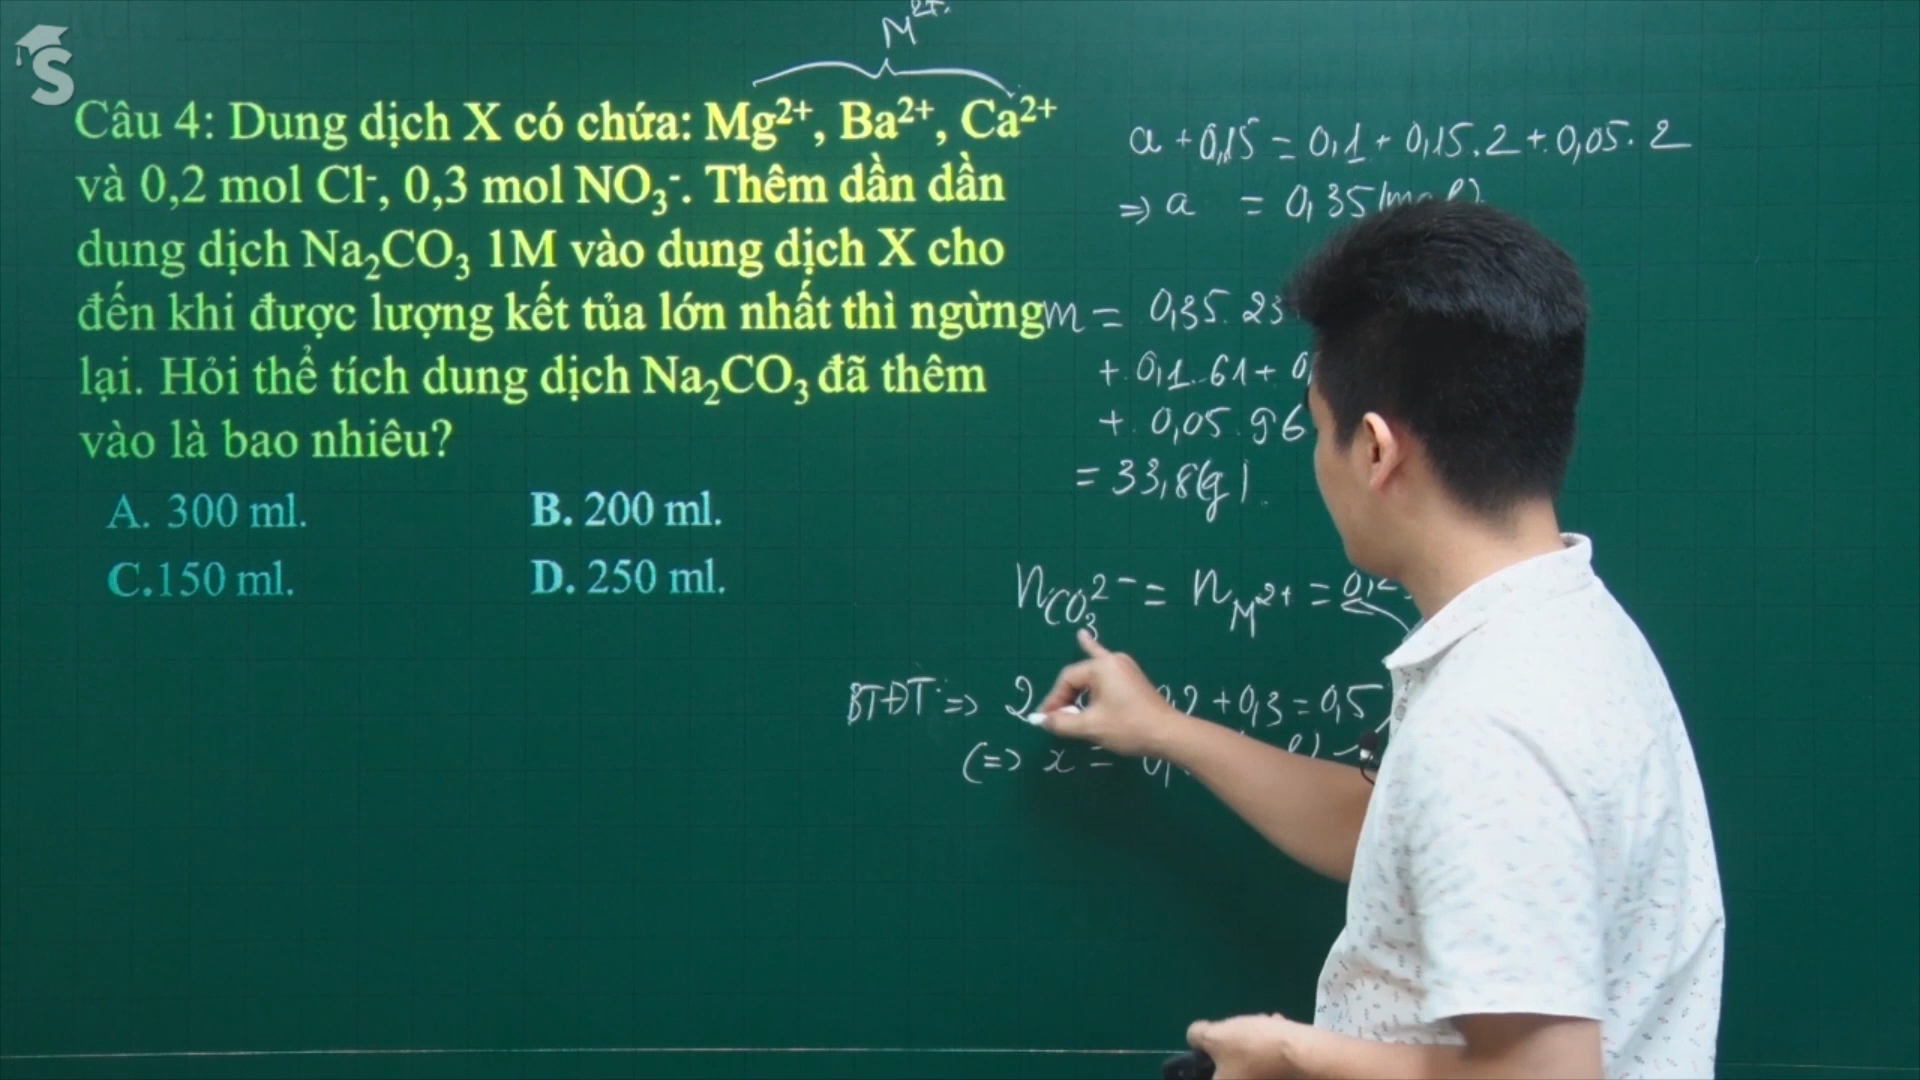 S
M²⁺
Câu 4: Dung dịch X có chứa: Mg²⁺, Ba²⁺, Ca²⁺
và 0,2 mol Cl⁻, 0,3 mol NO₃⁻. Thêm dần dần
dung dịch Na₂CO₃ 1M vào dung dịch X cho
đến khi được lượng kết tủa lớn nhất thì ngừng
lại. Hỏi thể tích dung dịch Na₂CO₃ đã thêm
vào là bao nhiêu?
A. 300 ml.
B. 200 ml.
C.150 ml.
D. 250 ml.
a + 0,15 = 0,1 + 0,15.2 + 0,05.2
=> a = 0,35
m = 0,35.23
+ 0,1.61 +
+ 0,05.96
= 33,8(g).
nCO₃²⁻ = nM²⁺ =
BTĐT: => 2 + 0,3 = 0,5
(=> x =